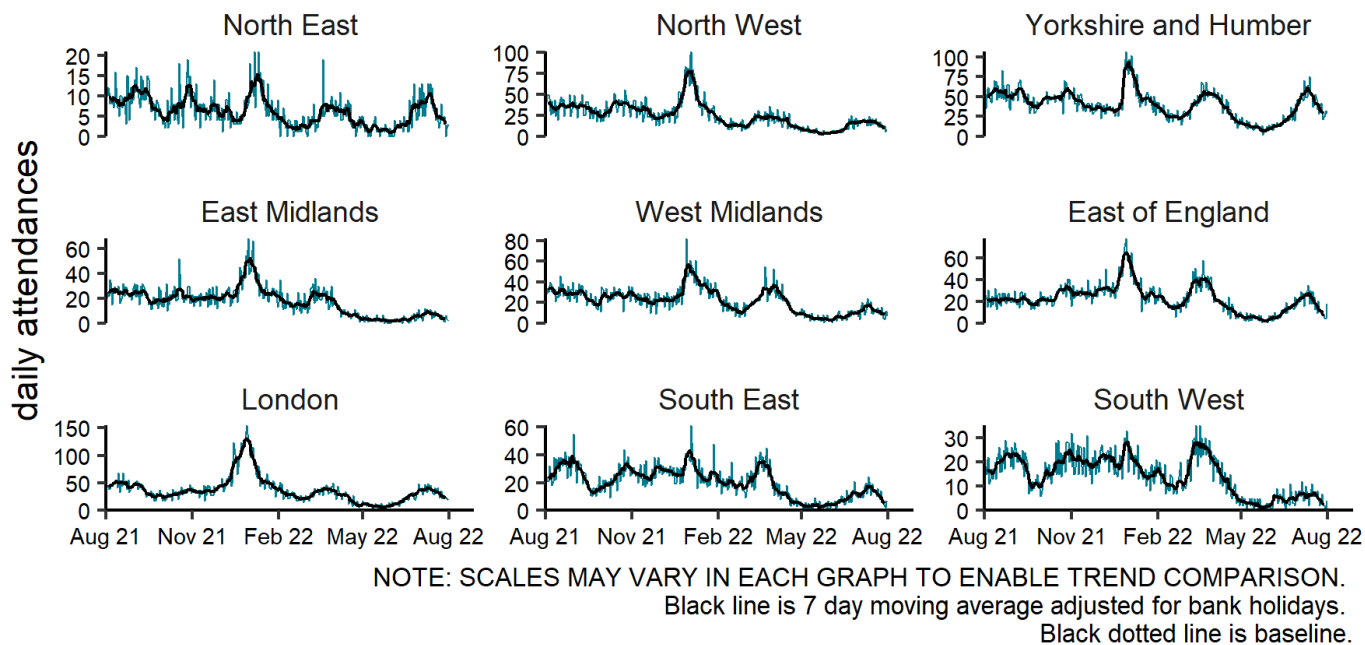 daily attendances
North East
20
15
10
5
0
North West
100
75
50
25
0
Yorkshire and Humber
100
75
50
25
0
East Midlands
60
40
20
0
West Midlands
80
60
40
20
0
East of England
60
40
20
0
London
150
100
50
0
Aug 21 Nov 21 Feb 22 May 22 Aug 22
South East
60
40
20
0
Aug 21 Nov 21 Feb 22 May 22 Aug 22
South West
30
20
10
0
Aug 21 Nov 21 Feb 22 May 22 Aug 22
NOTE: SCALES MAY VARY IN EACH GRAPH TO ENABLE TREND COMPARISON.
Black line is 7 day moving average adjusted for bank holidays.
Black dotted line is baseline.